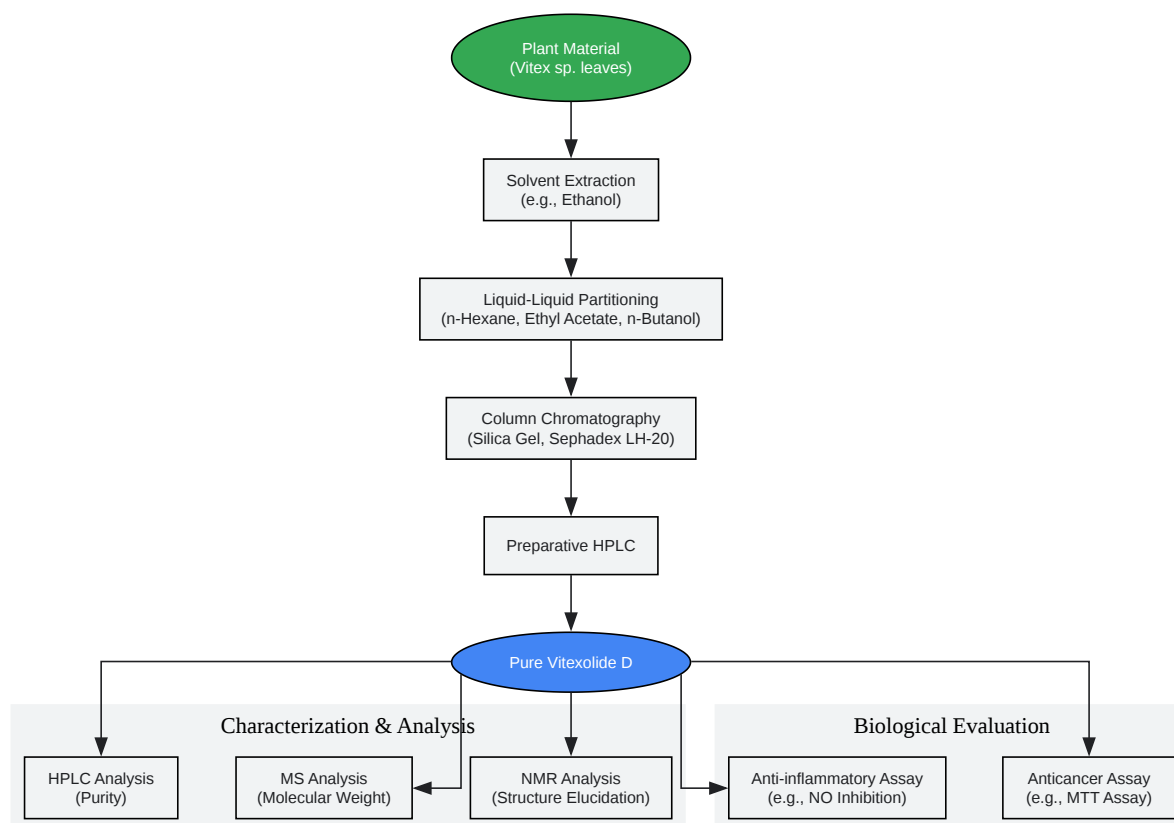 Plant Material
(Vitex sp. leaves)
Solvent Extraction
(e.g., Ethanol)
Liquid-Liquid Partitioning
(n-Hexane, Ethyl Acetate, n-Butanol)
Column Chromatography
(Silica Gel, Sephadex LH-20)
Preparative HPLC
Pure Vitexolide D
Characterization & Analysis
HPLC Analysis
(Purity)
MS Analysis
(Molecular Weight)
NMR Analysis
(Structure Elucidation)
Biological Evaluation
Anti-inflammatory Assay
(e.g., NO Inhibition)
Anticancer Assay
(e.g., MTT Assay)